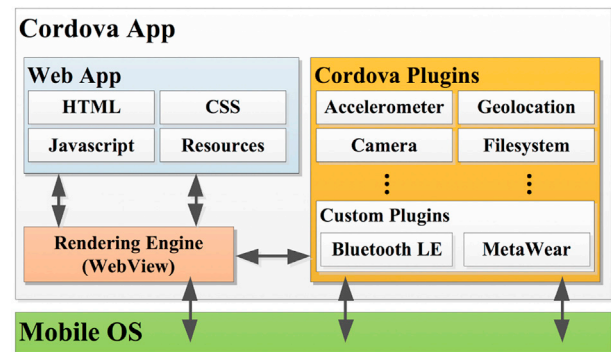 Cordova App
Web App
HTML
CSS
Javascript
Resources
Cordova Plugins
Accelerometer
Geolocation
Camera
Filesystem
Custom Plugins
Bluetooth LE
MetaWear
Rendering Engine
(WebView)
Mobile OS